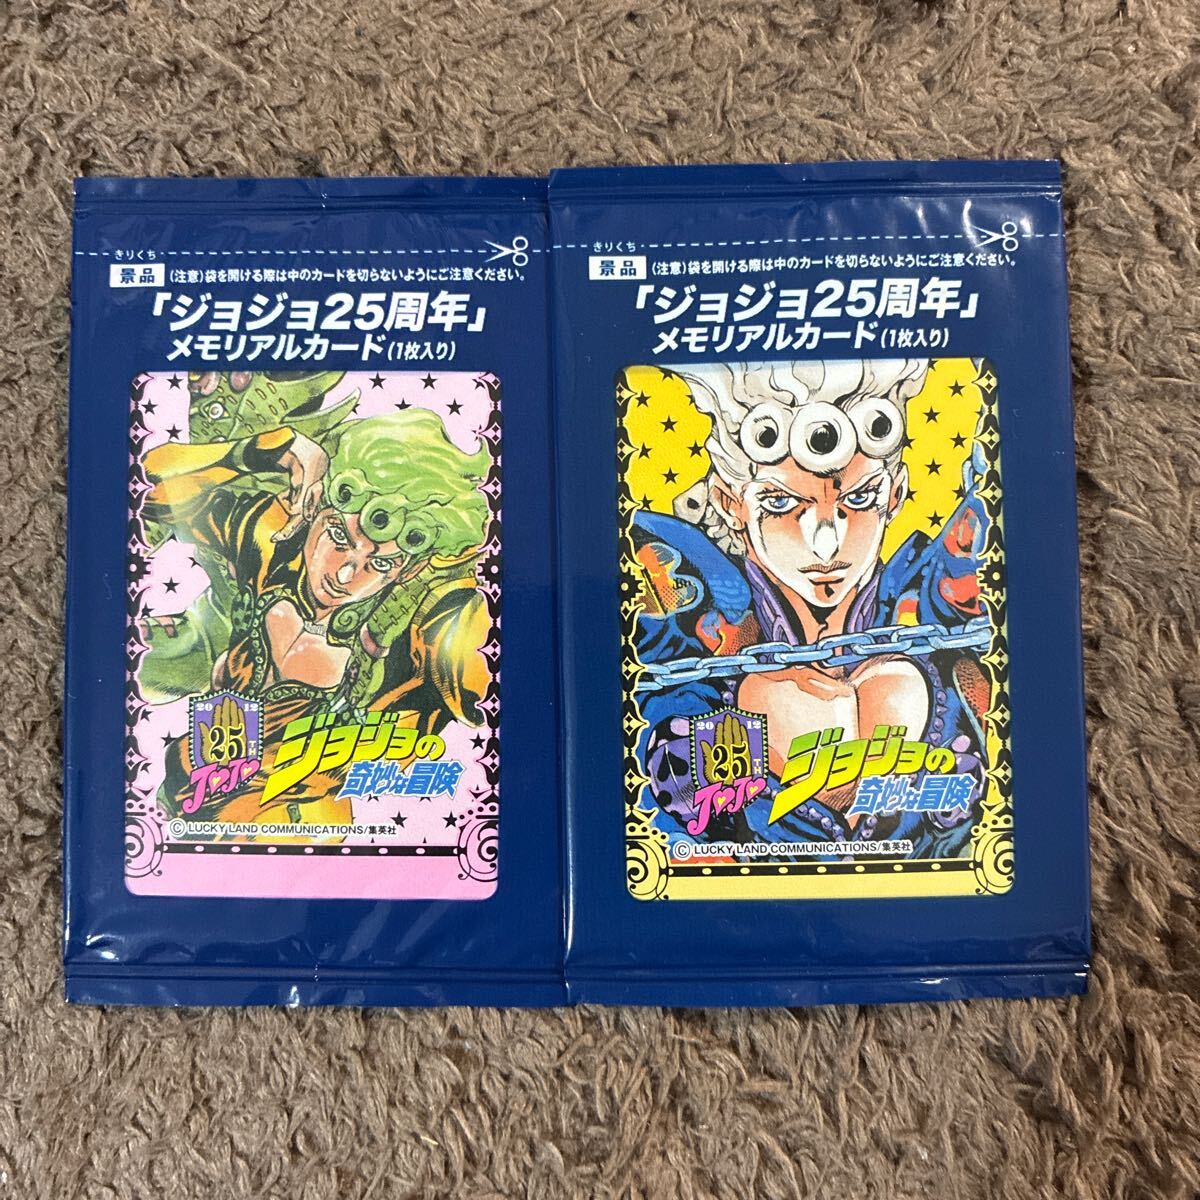 きりくち
景品 (注意)袋を開ける際は中のカードを切らないようにご注意ください。
「ジョジョ25周年」
メモリアルカード(1枚入り)
2012
25TH
JoJo
ジョジョの
奇妙な冒険
© LUCKY LAND COMMUNICATIONS/集英社
きりくち
景品 (注意)袋を開ける際は中のカードを切らないようにご注意ください。
「ジョジョ25周年」
メモリアルカード(1枚入り)
2012
25TH
JoJo
ジョジョの
奇妙な冒険
© LUCKY LAND COMMUNICATIONS/集英社